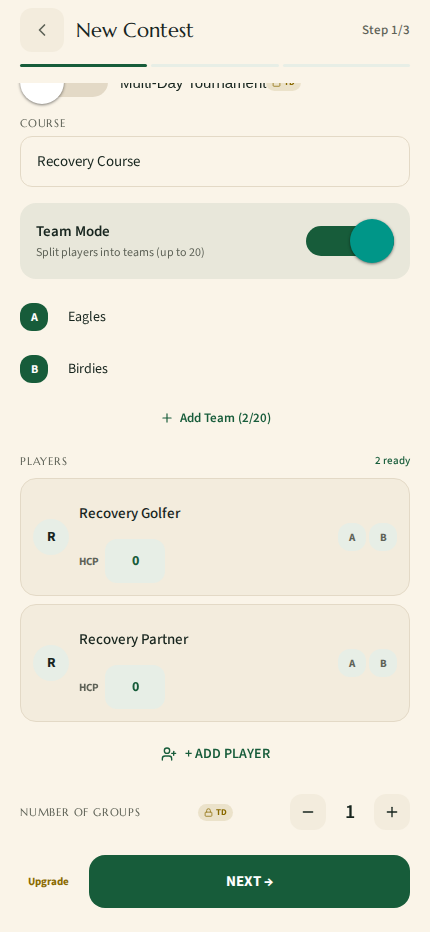 New Contest
Step 1/3
Multi-Day Tournament TD
COURSE
Recovery Course
Team Mode
Split players into teams (up to 20)
A Eagles
B Birdies
+ Add Team (2/20)
PLAYERS 2 ready
Recovery Golfer
R
A B
HCP 0
Recovery Partner
R
A B
HCP 0
+ ADD PLAYER
NUMBER OF GROUPS TD − 1 +
Upgrade NEXT →